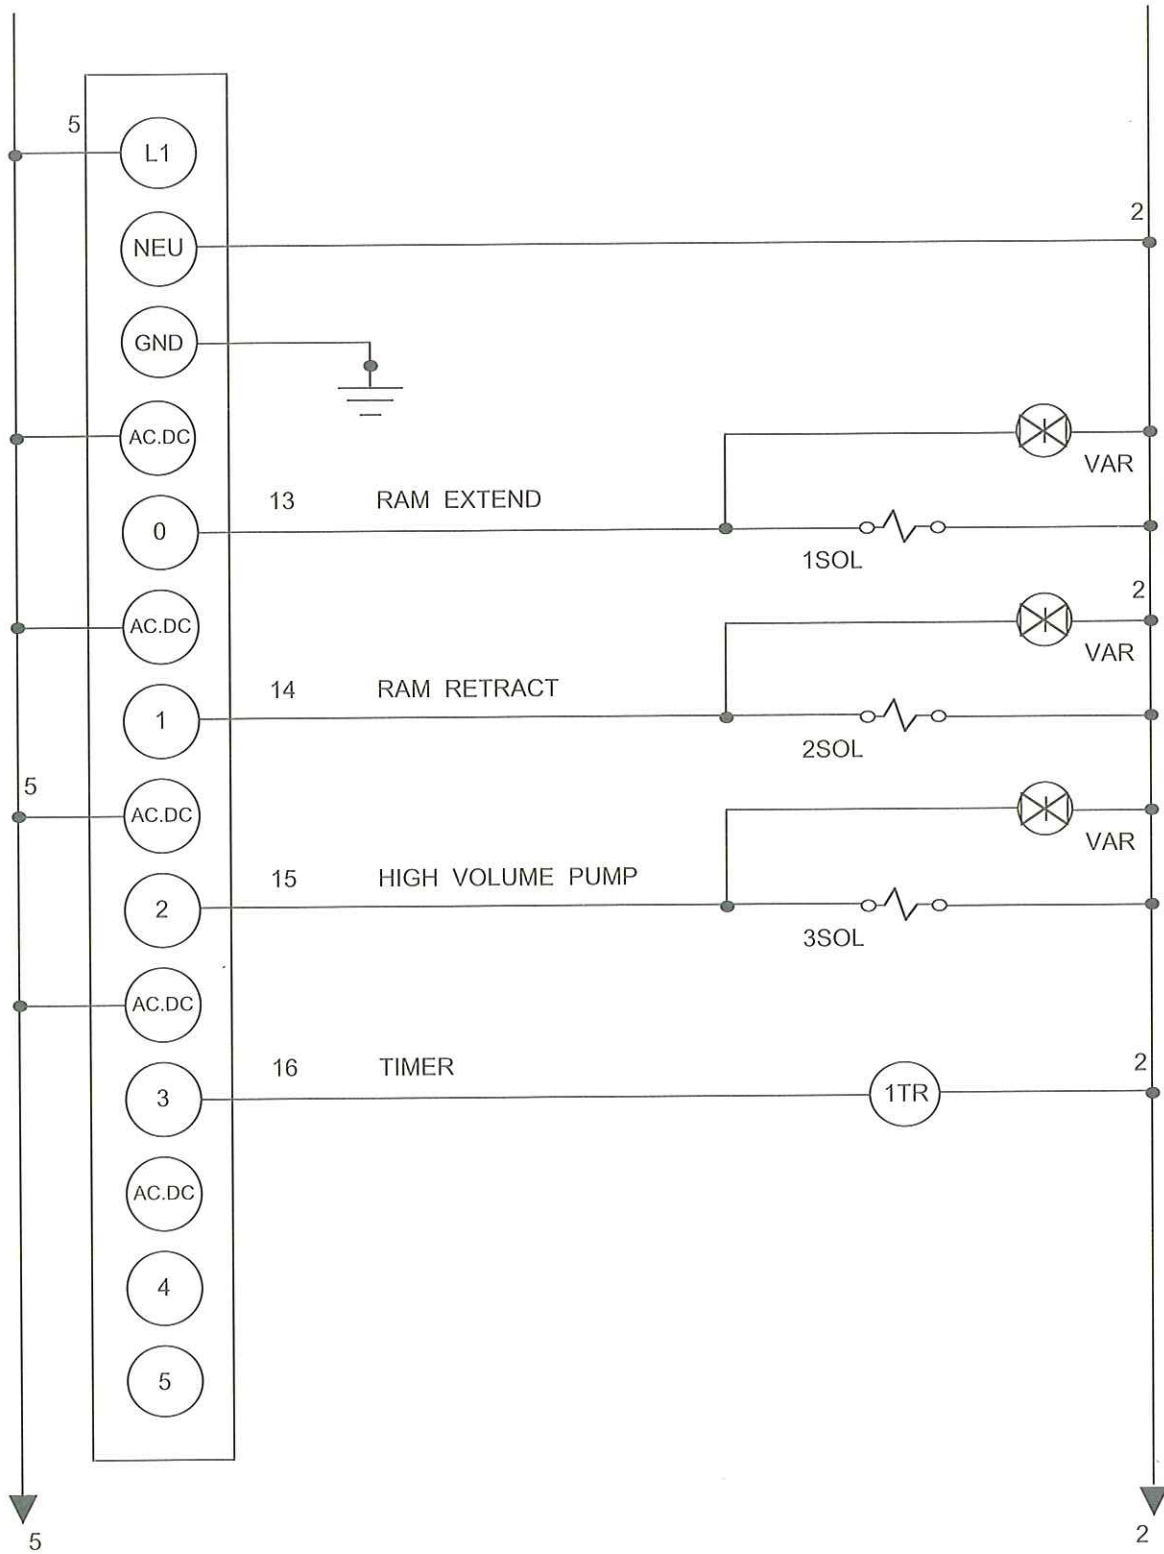 5
L1
2
NEU
GND
AC.DC
VAR
13 RAM EXTEND
0
1SOL
2
AC.DC
VAR
14 RAM RETRACT
1
2SOL
5
AC.DC
VAR
15 HIGH VOLUME PUMP
2
3SOL
AC.DC
16 TIMER
2
3
1TR
AC.DC
4
5
5
2